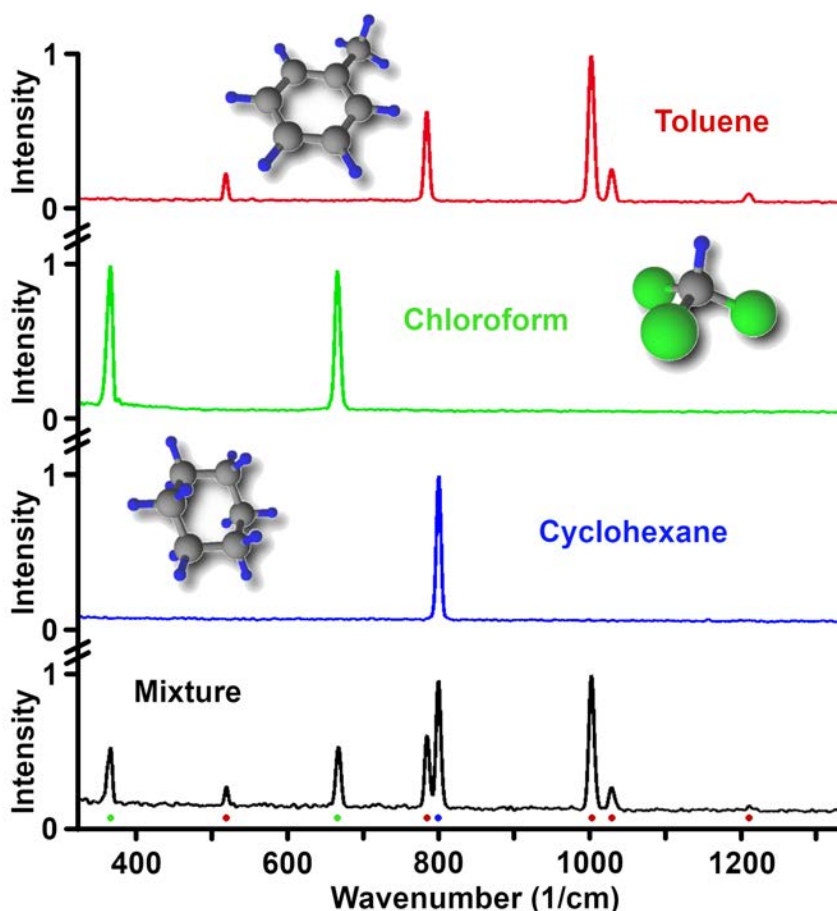 Intensity
1
0
Toluene
Intensity
1
0
Chloroform
Intensity
1
0
Cyclohexane
Intensity
1
0
Mixture
400 600 800 1000 1200
Wavenumber (1/cm)